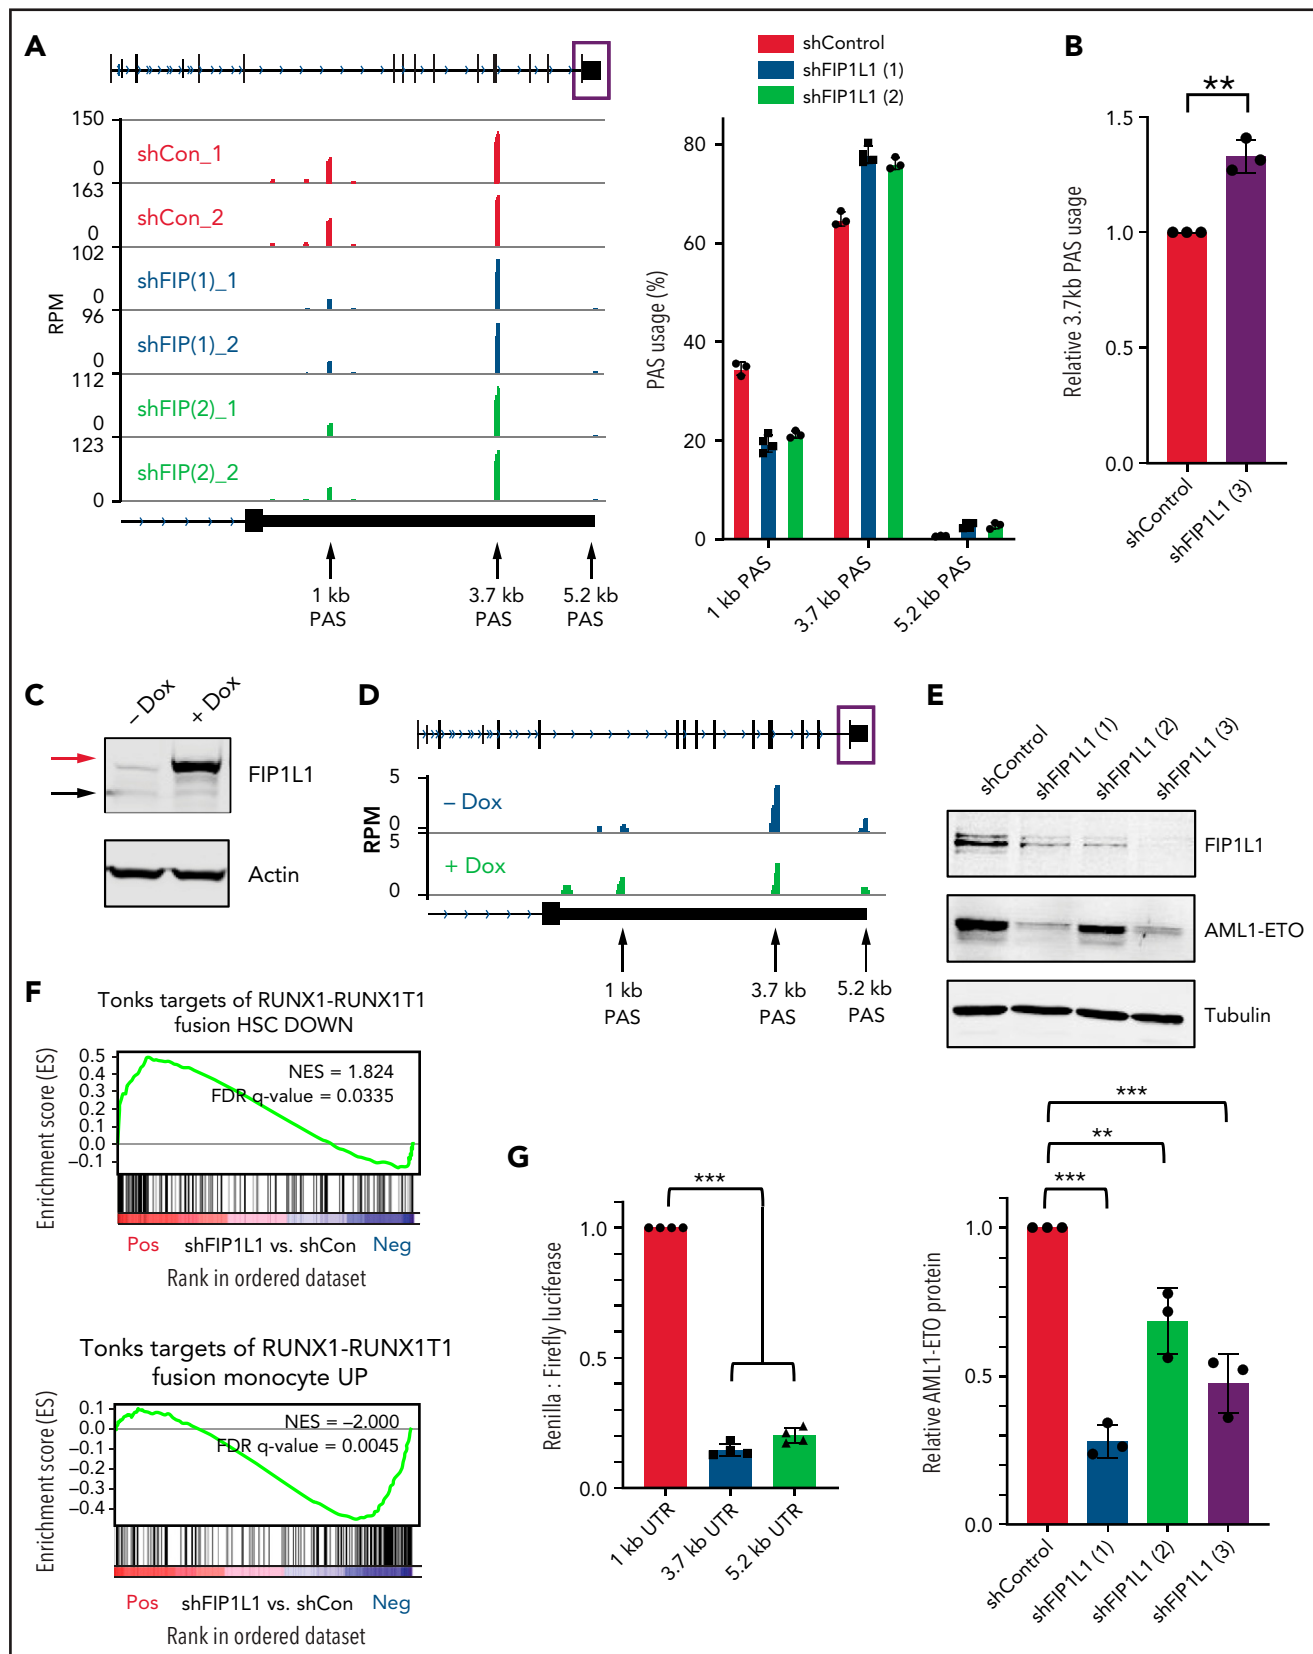 A
150
0
163
0
102
0
96
0
112
0
123
0
RPM
shCon_1
shCon_2
shFIP(1)_1
shFIP(1)_2
shFIP(2)_1
shFIP(2)_2
1 kb
PAS
3.7 kb
PAS
5.2 kb
PAS
shControl
shFIP1L1 (1)
shFIP1L1 (2)
PAS usage (%)
80
60
40
20
0
1 kb PAS
3.7 kb PAS
5.2 kb PAS
B
**
Relative 3.7kb PAS usage
1.5
1.0
0.5
0.0
shControl
shFIP1L1 (3)
C
– Dox
+ Dox
FIP1L1
Actin
D
RPM
5
0
5
0
– Dox
+ Dox
1 kb
PAS
3.7 kb
PAS
5.2 kb
PAS
E
shControl
shFIP1L1 (1)
shFIP1L1 (2)
shFIP1L1 (3)
FIP1L1
AML1-ETO
Tubulin
***
**
***
Relative AML1-ETO protein
1.0
0.5
0.0
shControl
shFIP1L1 (1)
shFIP1L1 (2)
shFIP1L1 (3)
F
Tonks targets of RUNX1-RUNX1T1
fusion HSC DOWN
Enrichment score (ES)
0.5
0.4
0.3
0.2
0.1
0.0
–0.1
NES = 1.824
FDR q-value = 0.0335
Pos
shFIP1L1 vs. shCon
Neg
Rank in ordered dataset
Tonks targets of RUNX1-RUNX1T1
fusion monocyte UP
Enrichment score (ES)
0.1
0.0
–0.1
–0.2
–0.3
–0.4
NES = –2.000
FDR q-value = 0.0045
Pos
shFIP1L1 vs. shCon
Neg
Rank in ordered dataset
G
***
Renilla : Firefly luciferase
1.0
0.5
0.0
1 kb UTR
3.7 kb UTR
5.2 kb UTR